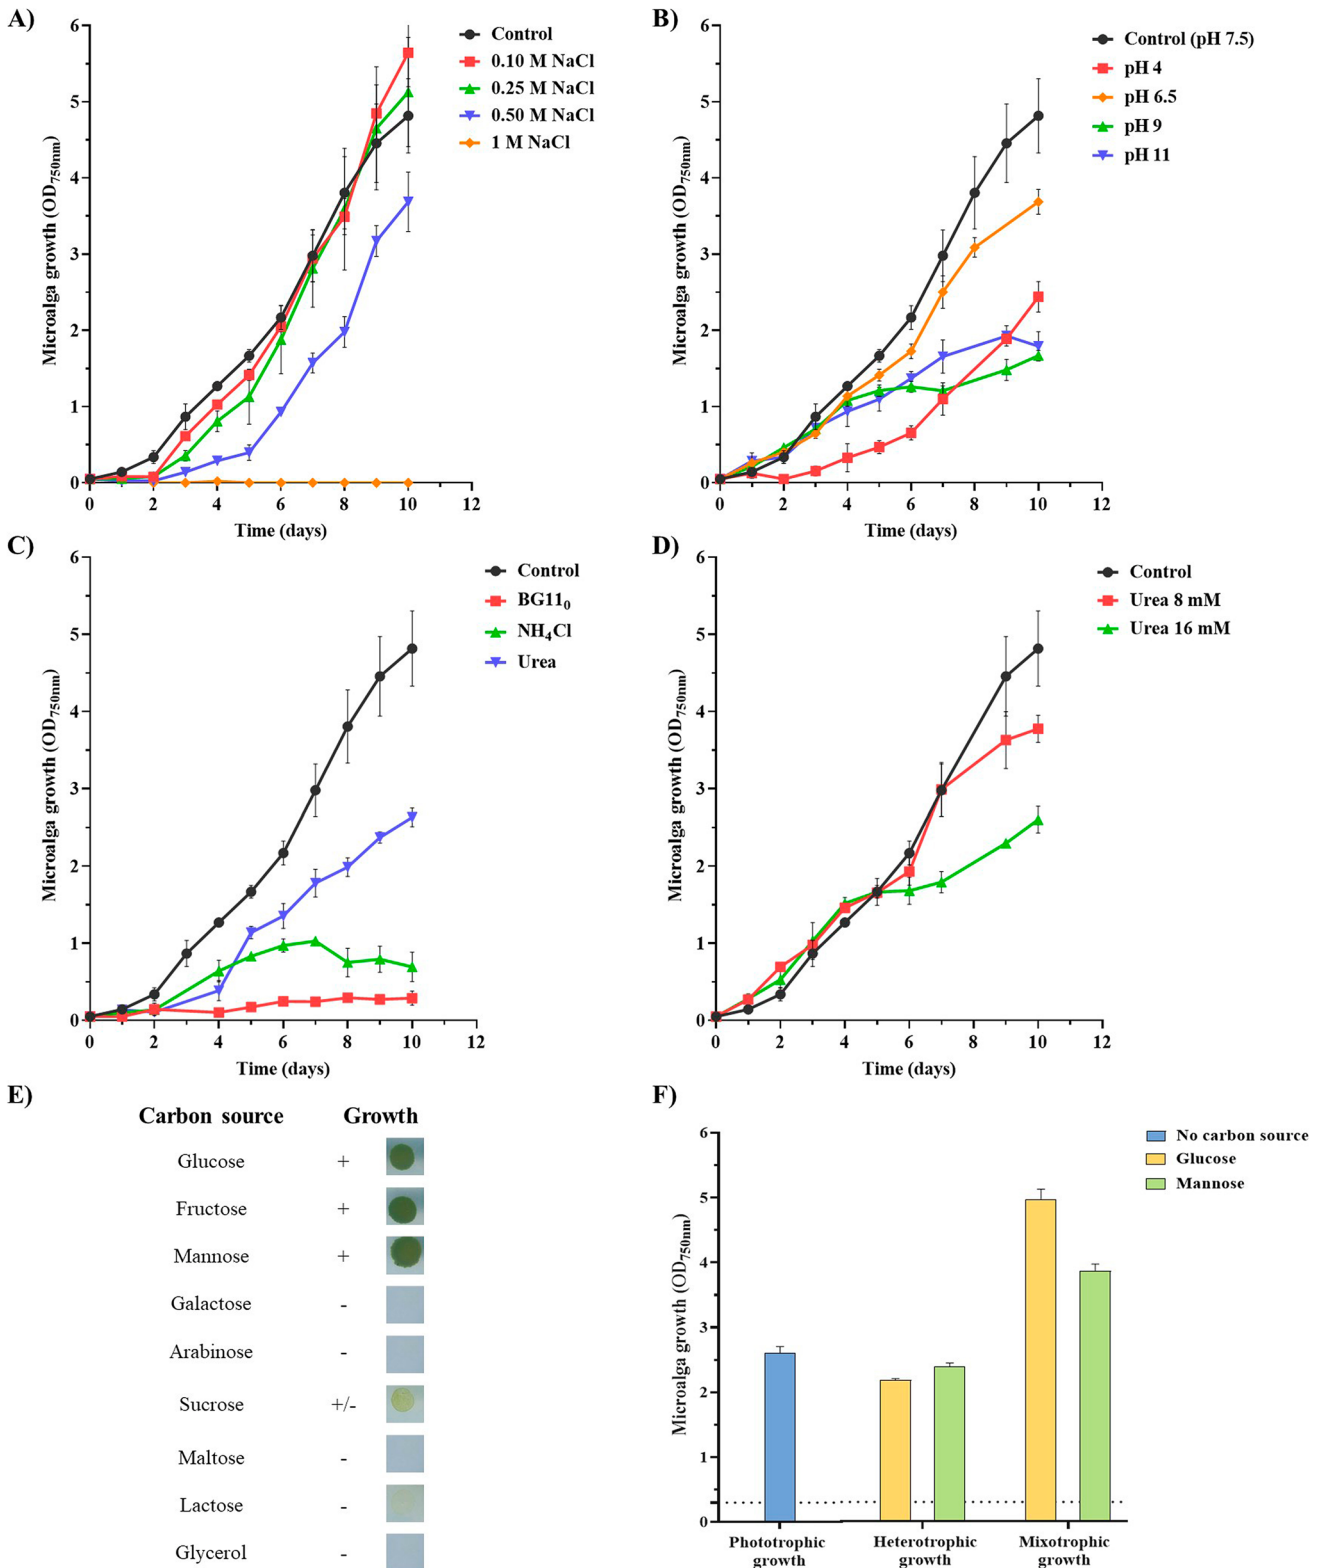 A)
6
5
4
3
2
1
0
Microalga growth (OD750nm)
0 2 4 6 8 10 12
Time (days)
Control
0.10 M NaCl
0.25 M NaCl
0.50 M NaCl
1 M NaCl
B)
6
5
4
3
2
1
0
Microalga growth (OD750nm)
0 2 4 6 8 10 12
Time (days)
Control (pH 7.5)
pH 4
pH 6.5
pH 9
pH 11
C)
6
5
4
3
2
1
0
Microalga growth (OD750nm)
0 2 4 6 8 10 12
Time (days)
Control
BG110
NH4Cl
Urea
D)
6
5
4
3
2
1
0
Microalga growth (OD750nm)
0 2 4 6 8 10 12
Time (days)
Control
Urea 8 mM
Urea 16 mM
E)
Carbon source Growth
Glucose +
Fructose +
Mannose +
Galactose -
Arabinose -
Sucrose +/-
Maltose -
Lactose -
Glycerol -
F)
6
5
4
3
2
1
0
Microalga growth (OD750nm)
No carbon source
Glucose
Mannose
Phototrophic
growth
Heterotrophic
growth
Mixotrophic
growth